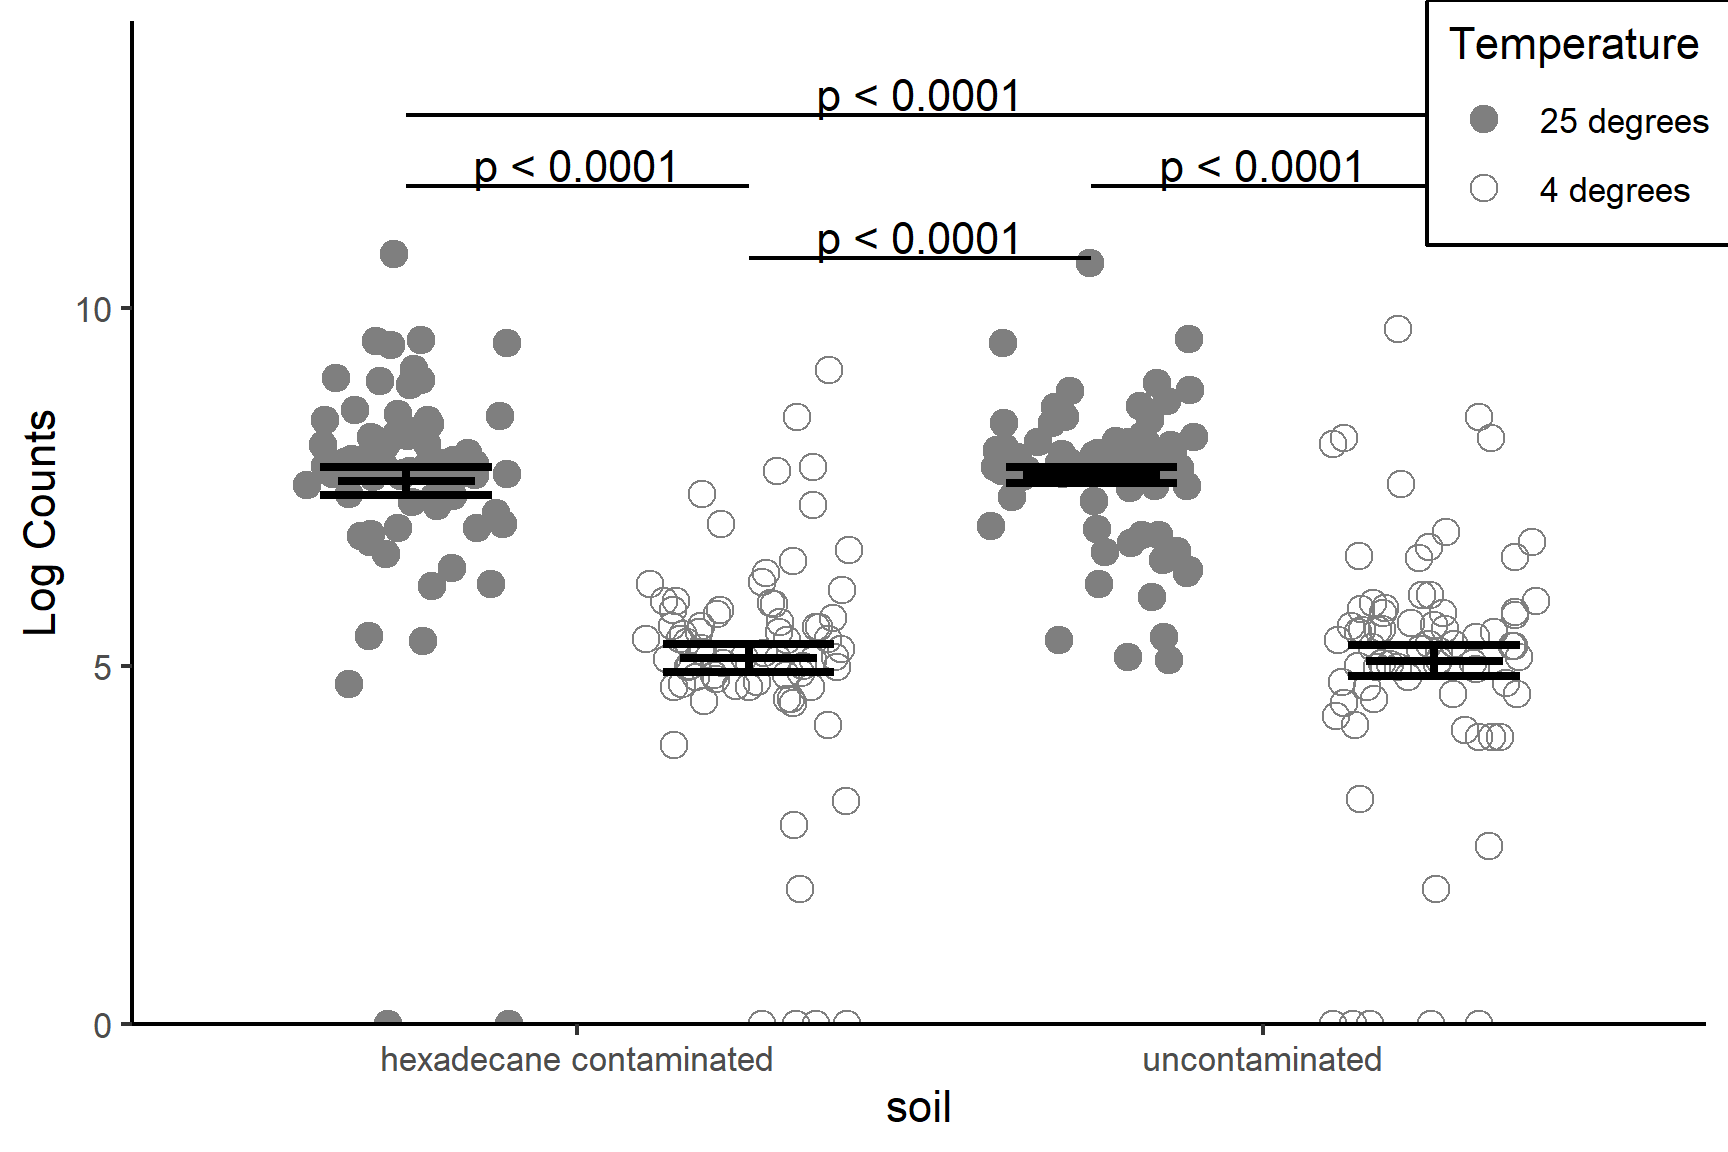 Temperature
25 degrees
4 degrees
p < 0.0001
p < 0.0001
p < 0.0001
p < 0.0001
10
5
0
Log Counts
hexadecane contaminated
uncontaminated
soil